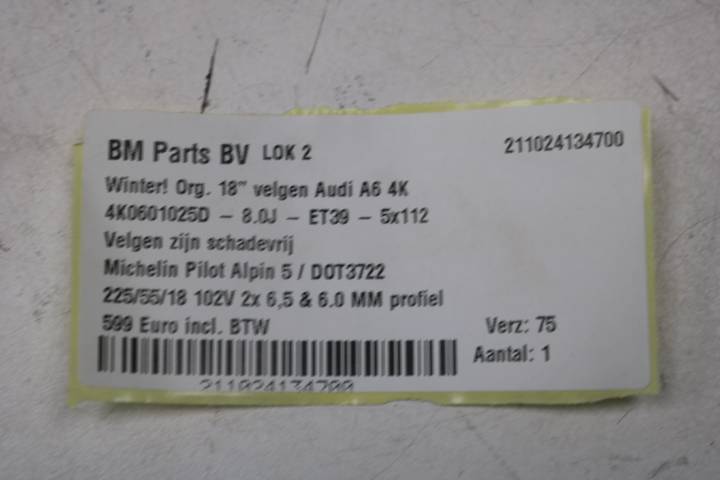 BM Parts BV LOK 2 211024134700
Winter! Org. 18" velgen Audi A6 4K
4K0601025D - 8.0J - ET39 - 5x112
Velgen zijn schadevrij
Michelin Pilot Alpin 5 / DOT3722
225/55/18 102V 2x 6,5 & 6.0 MM profiel
599 Euro incl. BTW Verz: 75
Aantal: 1
211024134700